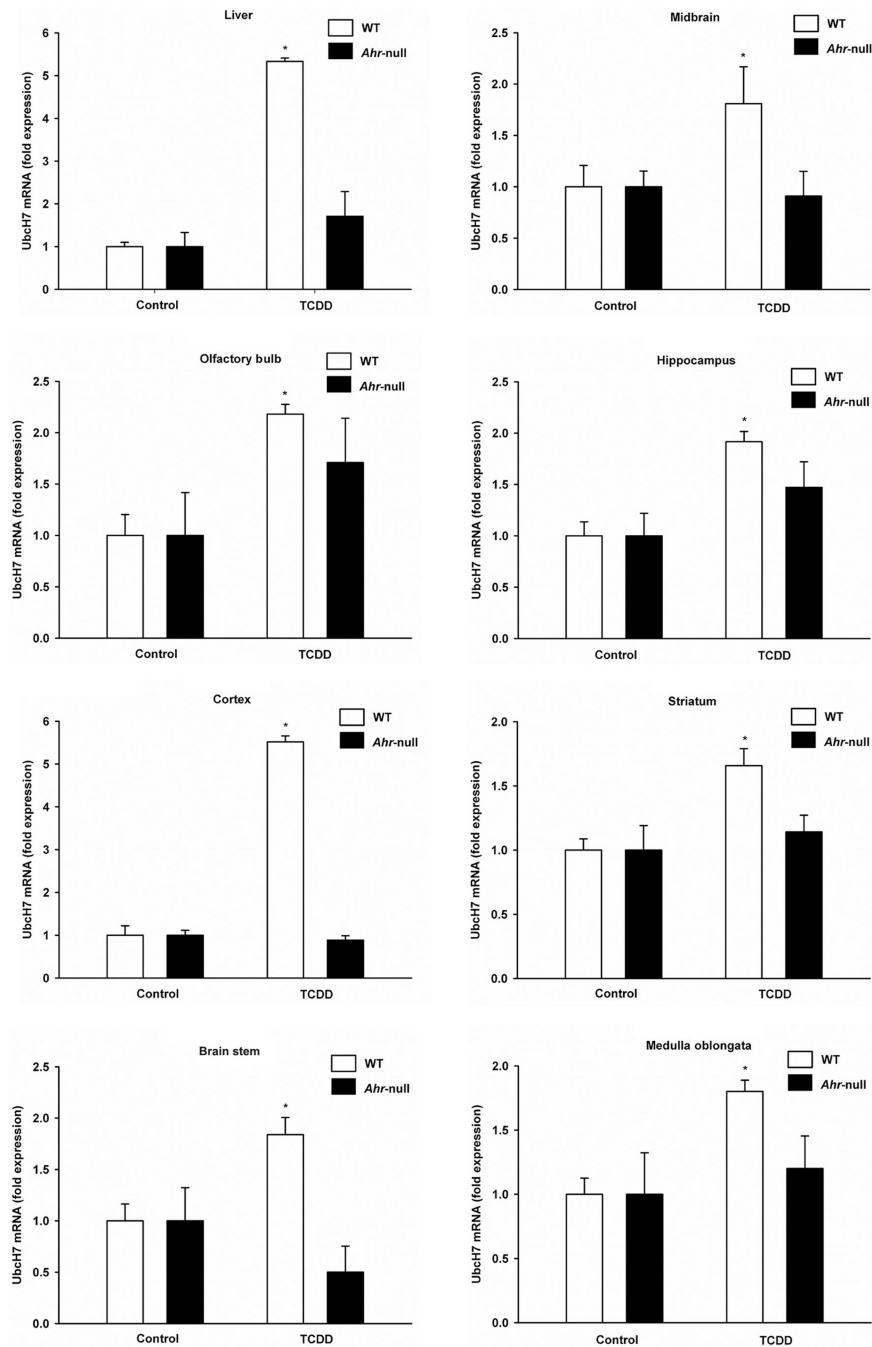 Liver
WT
Ahr-null
*
UbcH7 mRNA (fold expression)
6
5
4
3
2
1
0
Control
TCDD
Midbrain
WT
Ahr-null
*
UbcH7 mRNA (fold expression)
2.5
2.0
1.5
1.0
0.5
0.0
Control
TCDD
Olfactory bulb
WT
Ahr-null
*
UbcH7 mRNA (fold expression)
2.5
2.0
1.5
1.0
0.5
0.0
Control
TCDD
Hippocampus
WT
Ahr-null
*
UbcH7 mRNA (fold expression)
2.5
2.0
1.5
1.0
0.5
0.0
Control
TCDD
Cortex
WT
Ahr-null
*
UbcH7 mRNA (fold expression)
6
5
4
3
2
1
0
Control
TCDD
Striatum
WT
Ahr-null
*
UbcH7 mRNA (fold expression)
2.0
1.5
1.0
0.5
0.0
Control
TCDD
Brain stem
WT
Ahr-null
*
UbcH7 mRNA (fold expression)
2.5
2.0
1.5
1.0
0.5
0.0
Control
TCDD
Medulla oblongata
WT
Ahr-null
*
UbcH7 mRNA (fold expression)
2.0
1.5
1.0
0.5
0.0
Control
TCDD